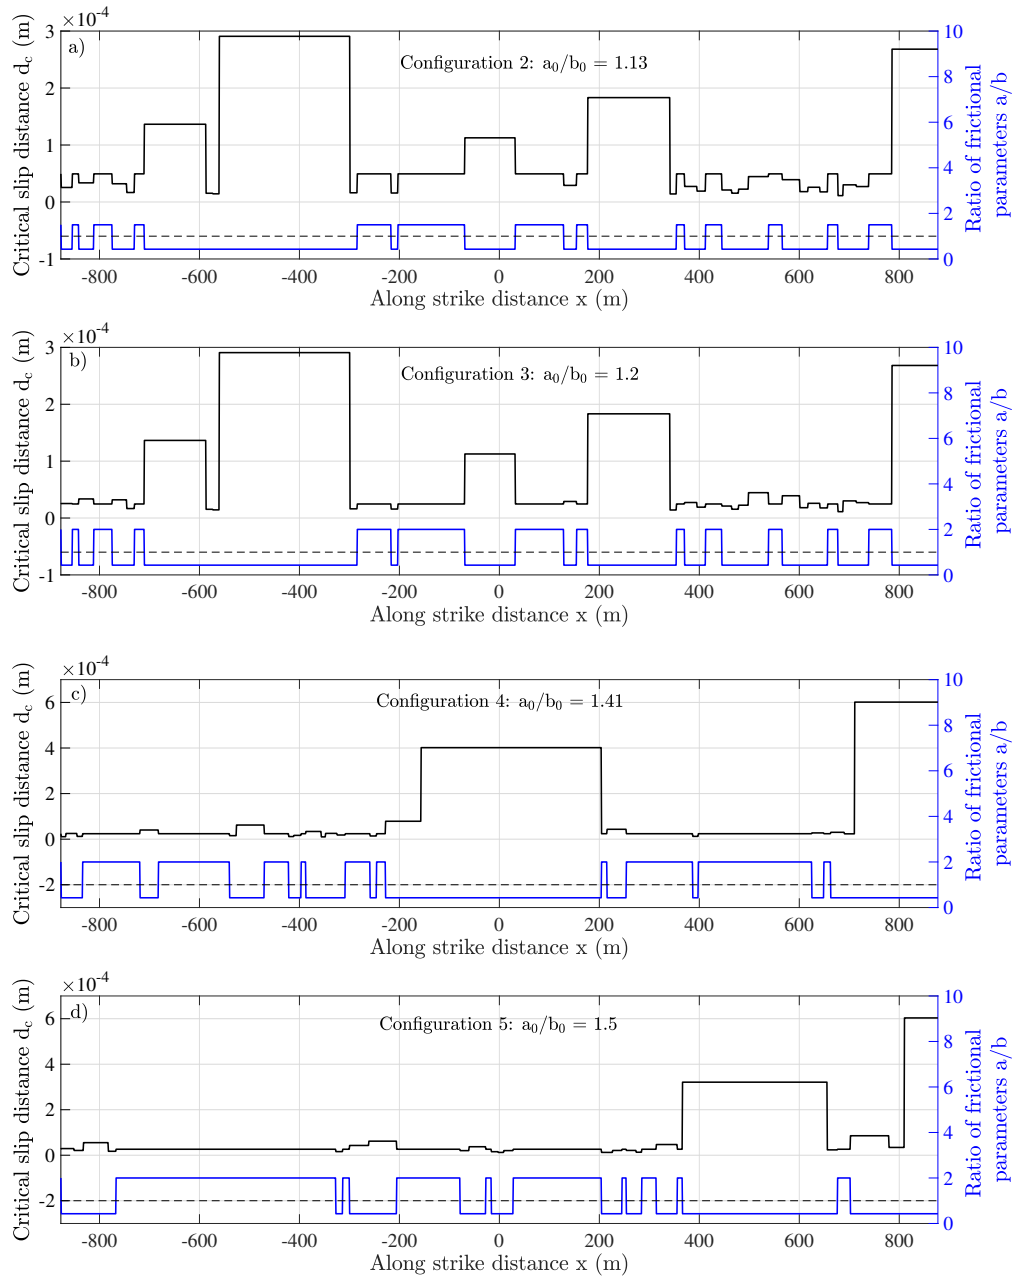 ×10⁻⁴
a)
Configuration 2: a₀/b₀ = 1.13
Critical slip distance d_c (m)
3
2
1
0
-1
10
8
6
4
2
0
Ratio of frictional
parameters a/b
-800 -600 -400 -200 0 200 400 600 800
Along strike distance x (m)
×10⁻⁴
b)
Configuration 3: a₀/b₀ = 1.2
Critical slip distance d_c (m)
3
2
1
0
-1
10
8
6
4
2
0
Ratio of frictional
parameters a/b
-800 -600 -400 -200 0 200 400 600 800
Along strike distance x (m)
×10⁻⁴
c)
Configuration 4: a₀/b₀ = 1.41
Critical slip distance d_c (m)
6
4
2
0
-2
10
8
6
4
2
0
Ratio of frictional
parameters a/b
-800 -600 -400 -200 0 200 400 600 800
Along strike distance x (m)
×10⁻⁴
d)
Configuration 5: a₀/b₀ = 1.5
Critical slip distance d_c (m)
6
4
2
0
-2
10
8
6
4
2
0
Ratio of frictional
parameters a/b
-800 -600 -400 -200 0 200 400 600 800
Along strike distance x (m)